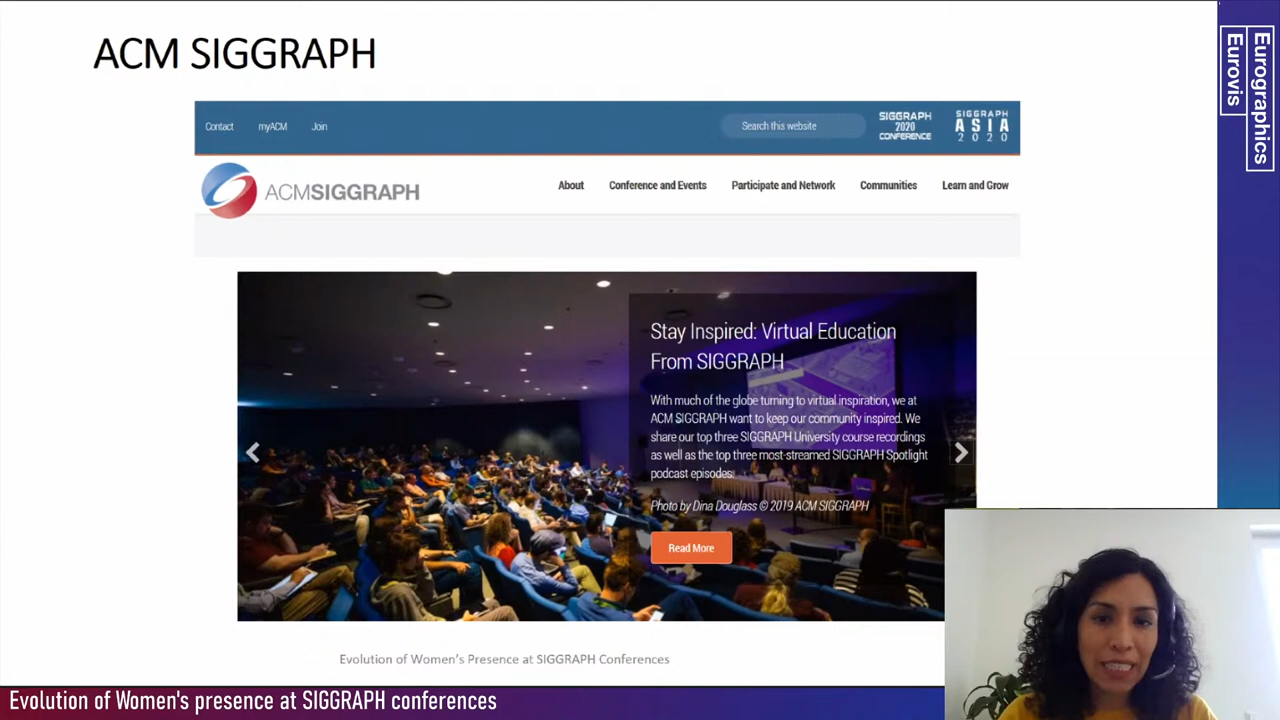 ACM SIGGRAPH
Contact myACM Join Search this website
SIGGRAPH
2020
CONFERENCE
SIGGRAPH
ASIA
2020
ACMSIGGRAPH
About Conference and Events Participate and Network Communities Learn and Grow
Stay Inspired: Virtual Education
From SIGGRAPH
With much of the globe turning to virtual inspiration, we at
ACM SIGGRAPH want to keep our community inspired. We
share our top three SIGGRAPH University course recordings
as well as the top three most-streamed SIGGRAPH Spotlight
podcast episodes:
Photo by Dina Douglass © 2019 ACM SIGGRAPH
Read More
Evolution of Women's Presence at SIGGRAPH Conferences
Evolution of Women's presence at SIGGRAPH conferences
Eurographics
Eurovis